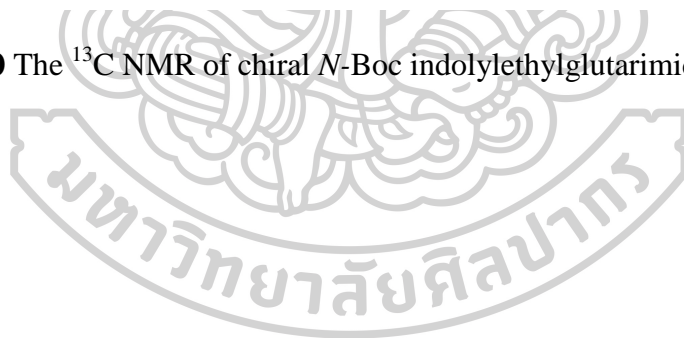 The ¹³C NMR of chiral N-Boc indolylethylglutarimi
มหาวิทยาลัยศิลปากร